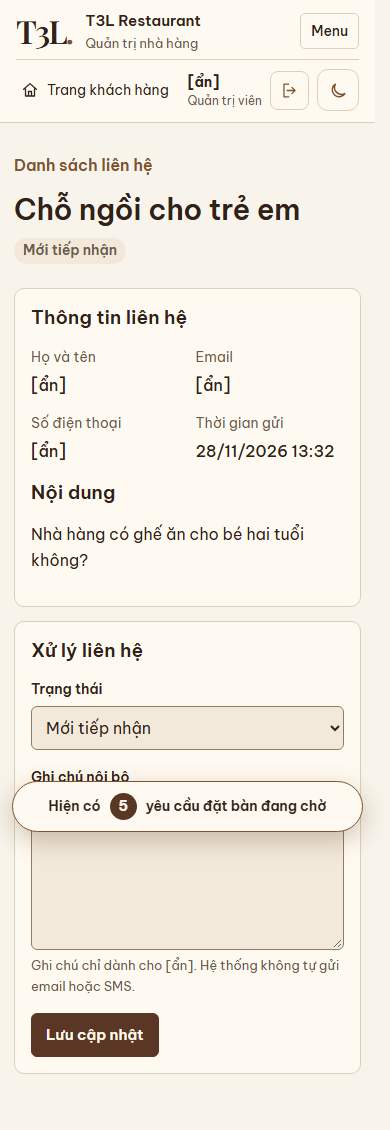 T3L.
T3L Restaurant
Quản trị nhà hàng
Menu
Trang khách hàng
[ẩn]
Quản trị viên
Danh sách liên hệ
Chỗ ngồi cho trẻ em
Mới tiếp nhận
Thông tin liên hệ
Họ và tên
Email
[ẩn]
[ẩn]
Số điện thoại
Thời gian gửi
[ẩn]
28/11/2026 13:32
Nội dung
Nhà hàng có ghế ăn cho bé hai tuổi
không?
Xử lý liên hệ
Trạng thái
Mới tiếp nhận
Ghi chú nội bộ
Hiện có 5 yêu cầu đặt bàn đang chờ
Ghi chú chỉ dành cho [ẩn]. Hệ thống không tự gửi
email hoặc SMS.
Lưu cập nhật